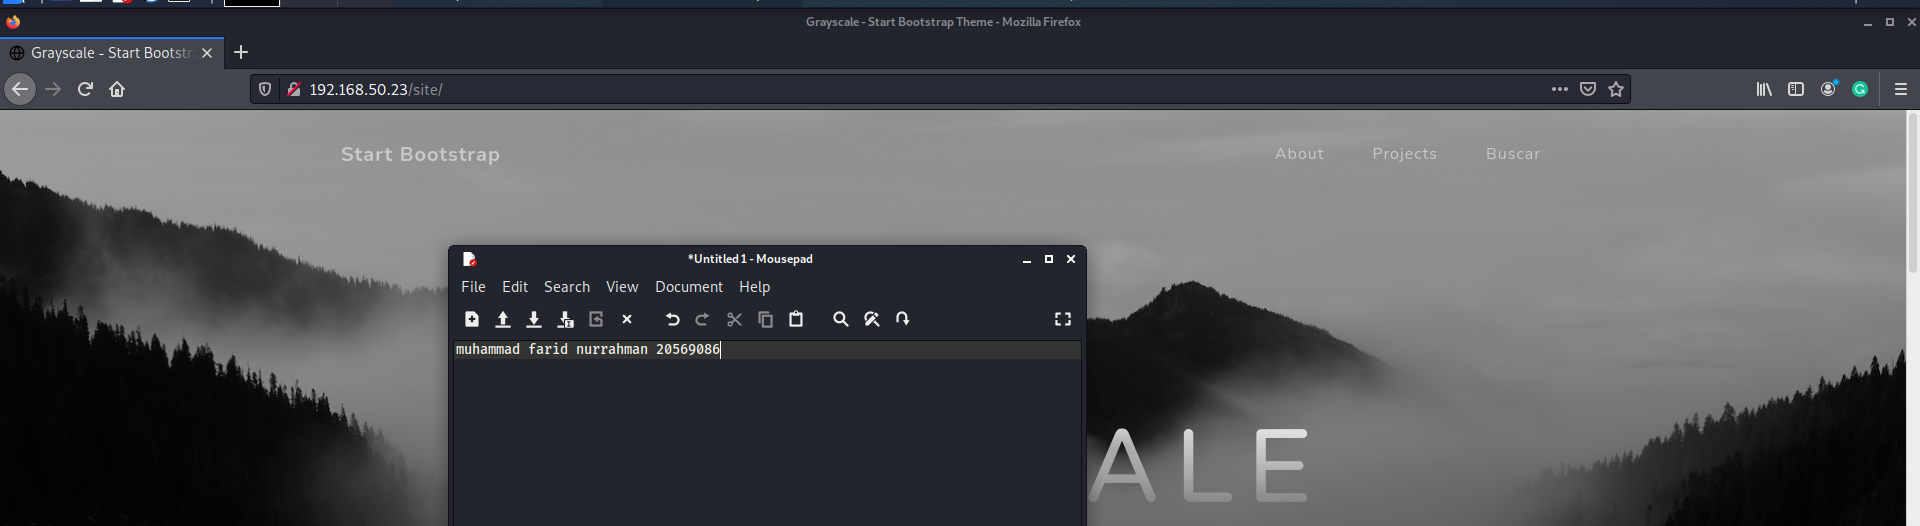 Grayscale - Start Bootstrap Theme - Mozilla Firefox
Grayscale - Start Bootstr
192.168.50.23/site/
Start Bootstrap
About Projects Buscar
*Untitled 1 - Mousepad
File Edit Search View Document Help
muhammad farid nurrahman 20569086
ALE